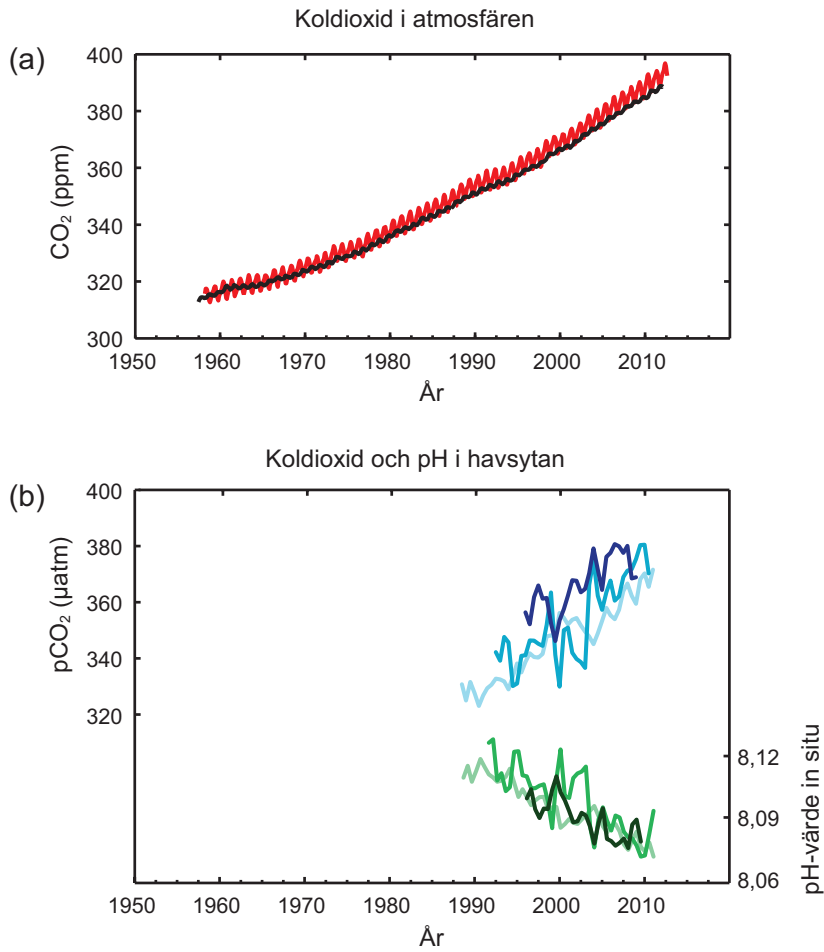 Koldioxid i atmosfären
(a)
CO₂ (ppm)
400
380
360
340
320
300
1950 1960 1970 1980 1990 2000 2010
År
Koldioxid och pH i havsytan
(b)
pCO₂ (µatm)
400
380
360
340
320
8,12
8,09
8,06
pH-värde in situ
1950 1960 1970 1980 1990 2000 2010
År